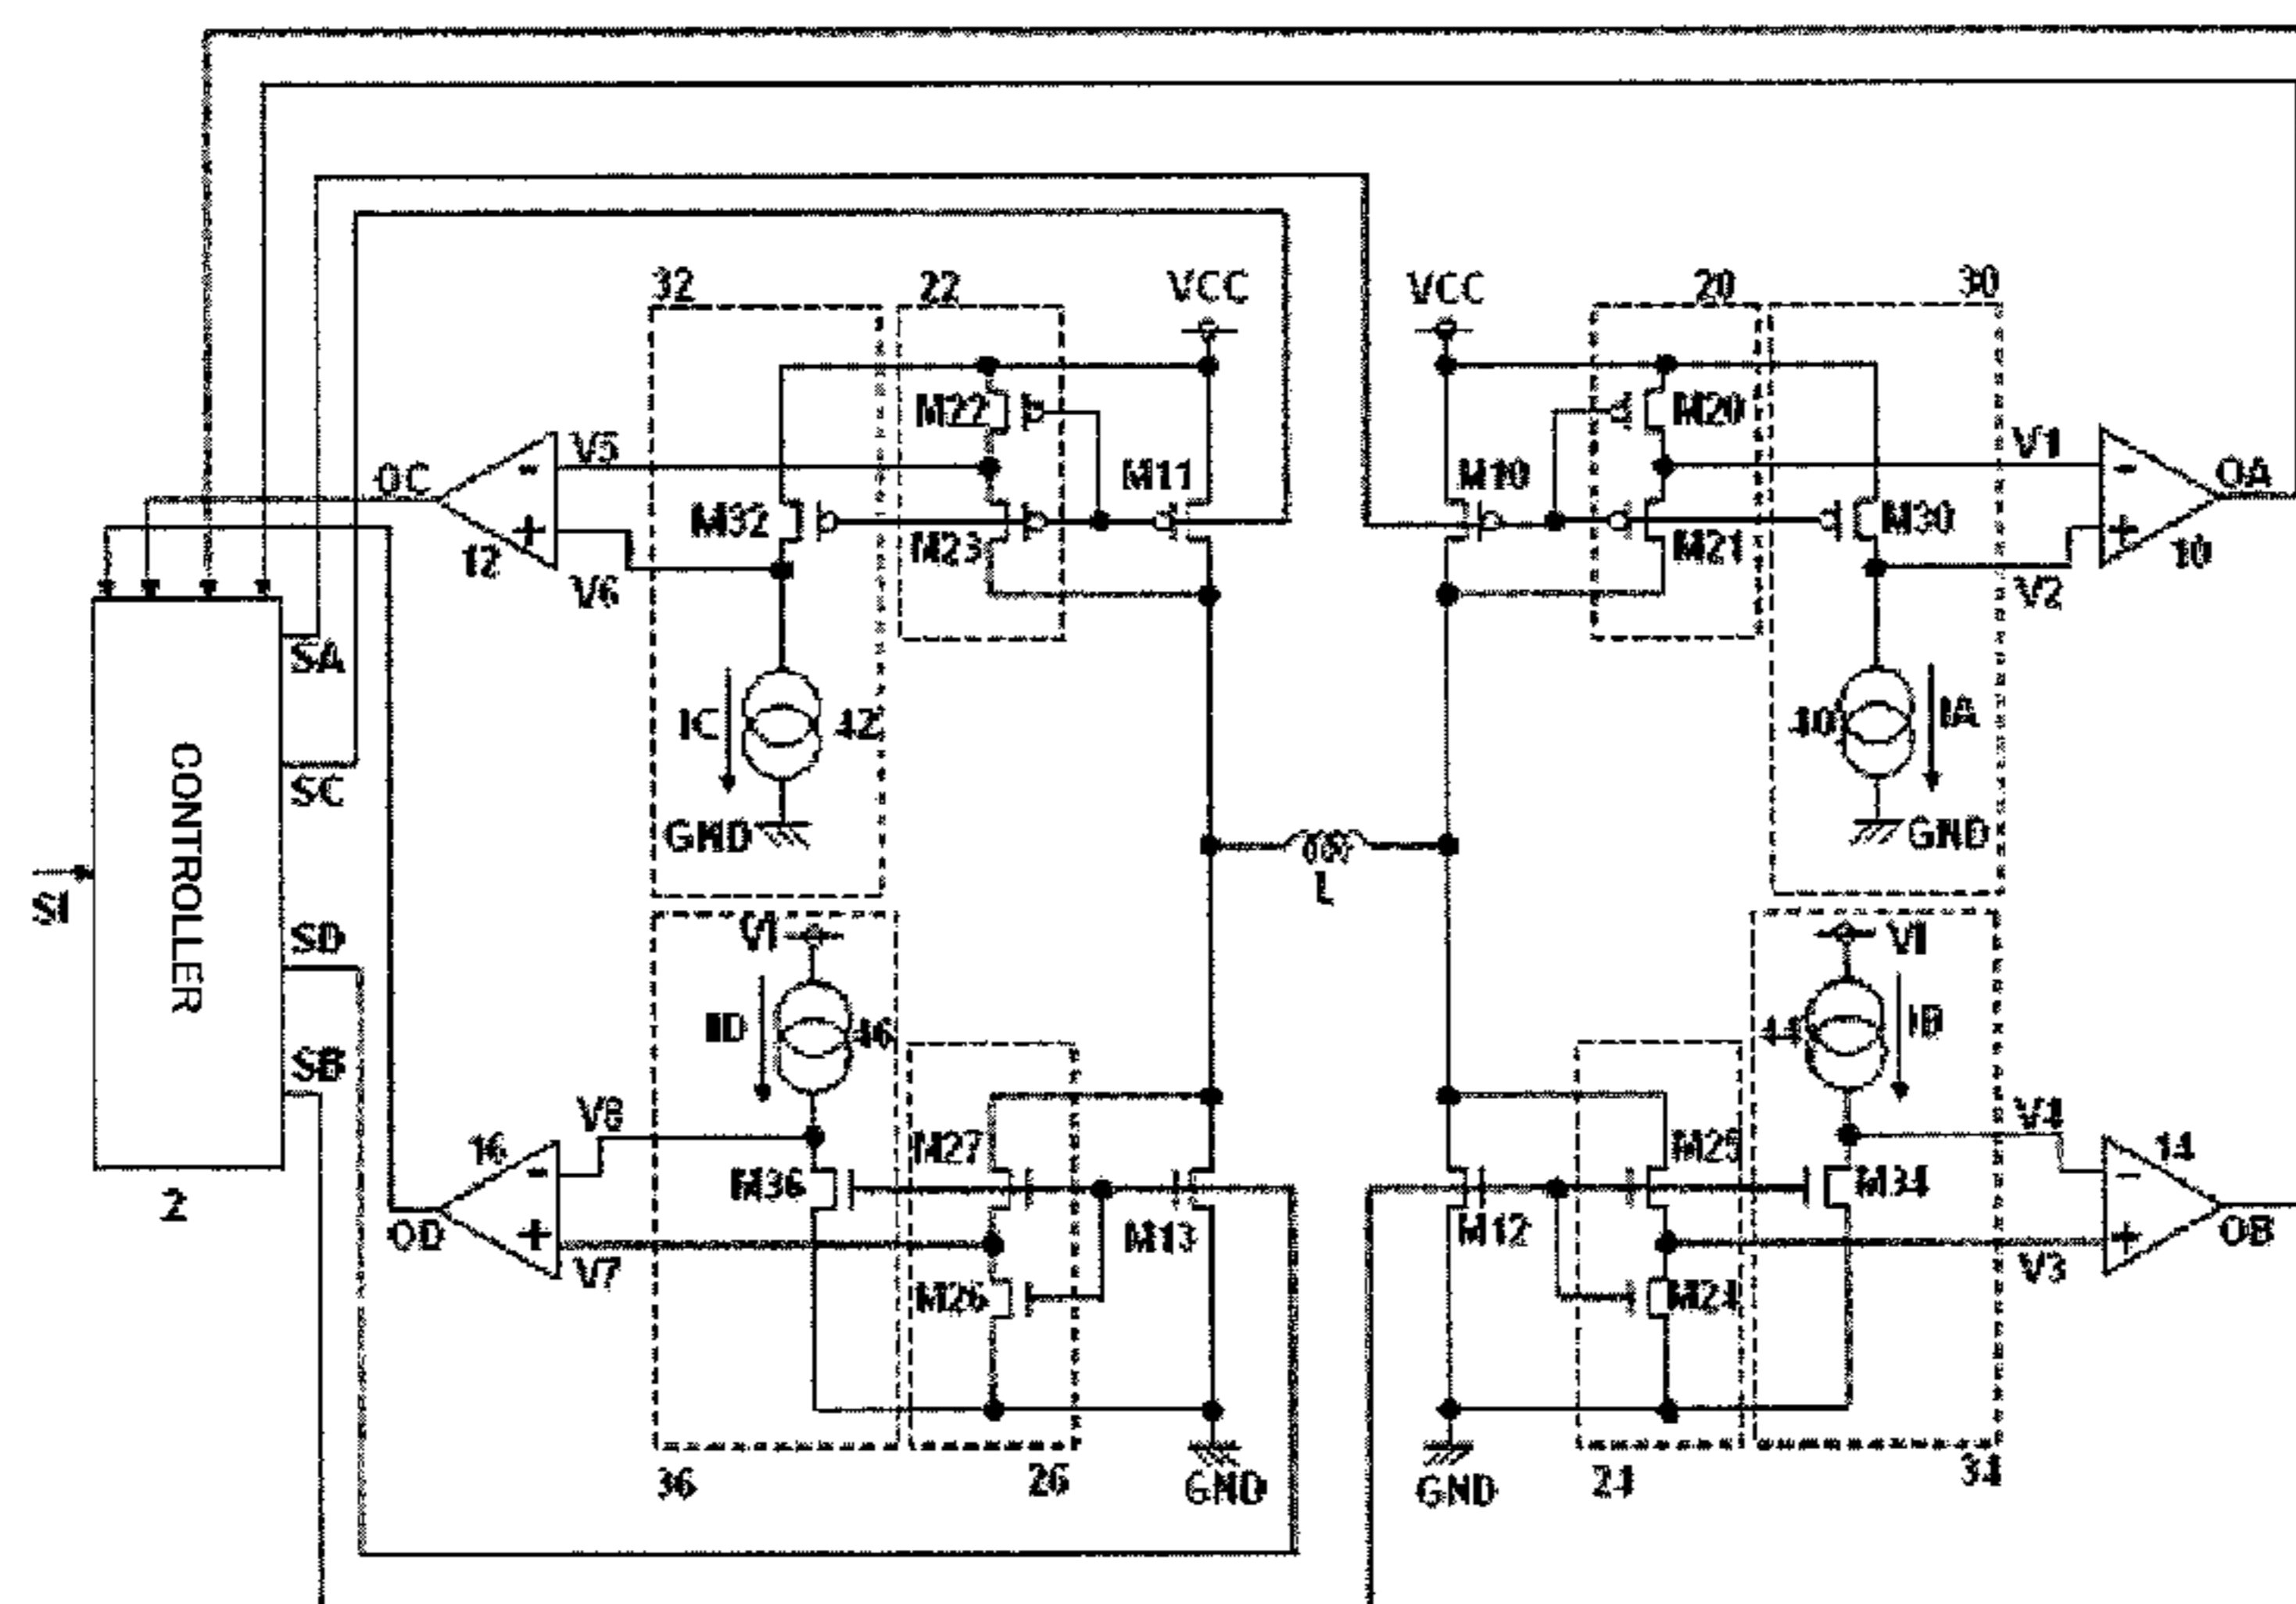 32
22
VCC
VCC
20
30
M22
M20
V5
V1
OC
M11
M10
OA
M32
M23
M21
M30
12
10
V6
V2
SA
IC
42
40
IA
SC
GND
GND
CONTROLLER
L
SI
SD
VI
VI
ID
46
44
IB
SB
V8
V4
16
M27
M25
14
M36
M34
2
OD
M13
M12
OB
V7
V3
M26
M24
36
26
GND
GND
24
34